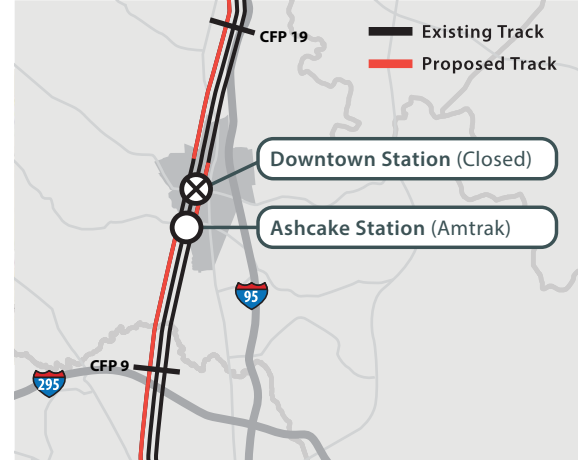 CFP 19
Existing Track
Proposed Track
Downtown Station (Closed)
Ashcake Station (Amtrak)
95
CFP 9
295